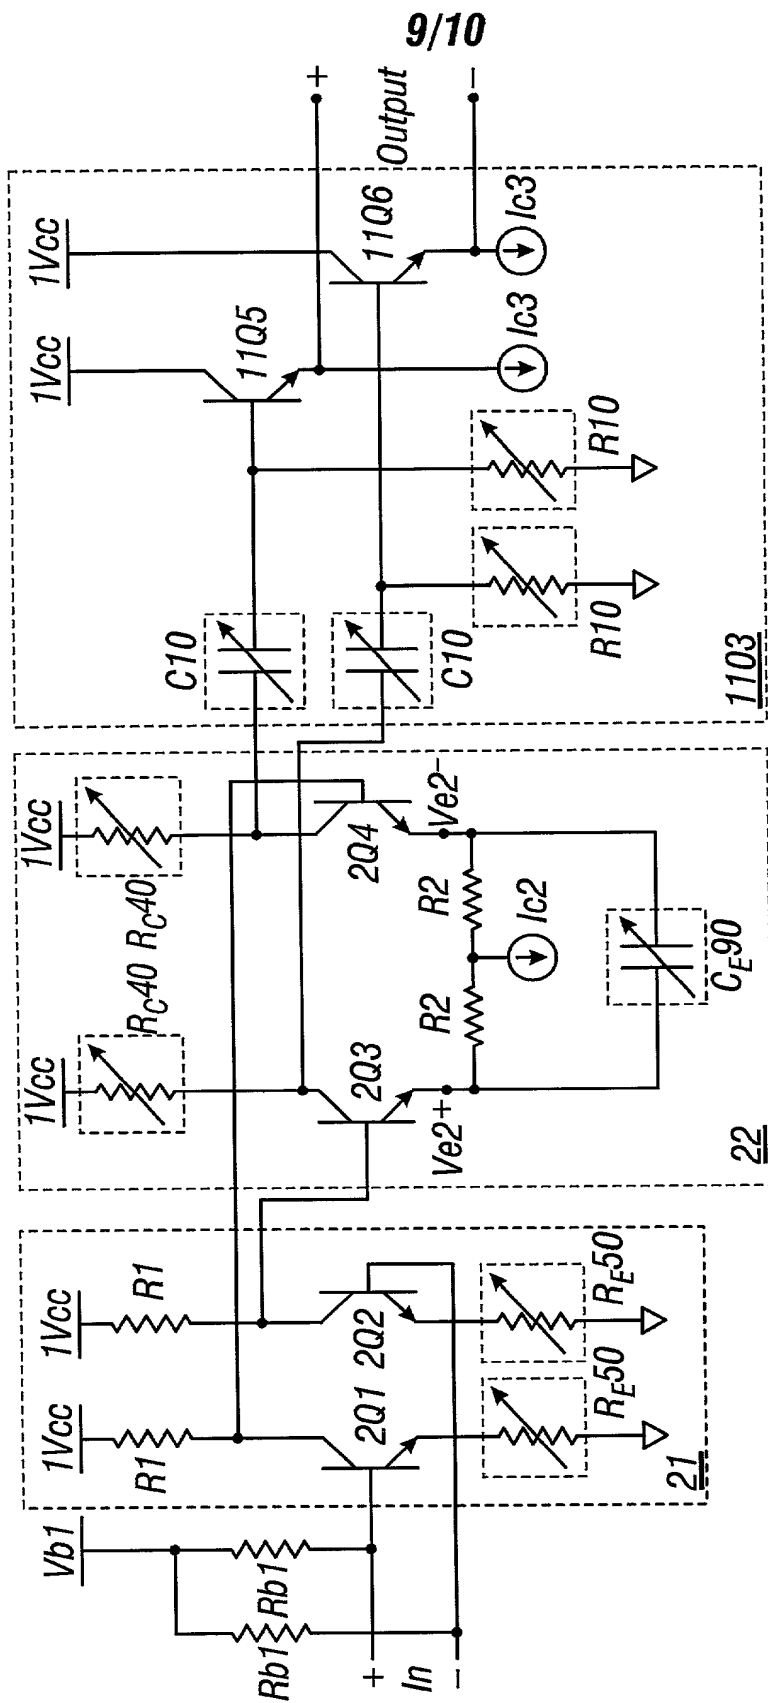 9/10
Vb1
Rb1
Rb1
+
In
−
1Vcc
1Vcc
R1
R1
2Q1
2Q2
RE50
RE50
21
1Vcc
1Vcc
RC40
RC40
2Q3
2Q4
Ve2+
Ve2−
R2
R2
Ic2
CE90
22
C10
C10
1Vcc
1Vcc
11Q5
11Q6
R10
R10
Ic3
Ic3
+
Output
−
1103